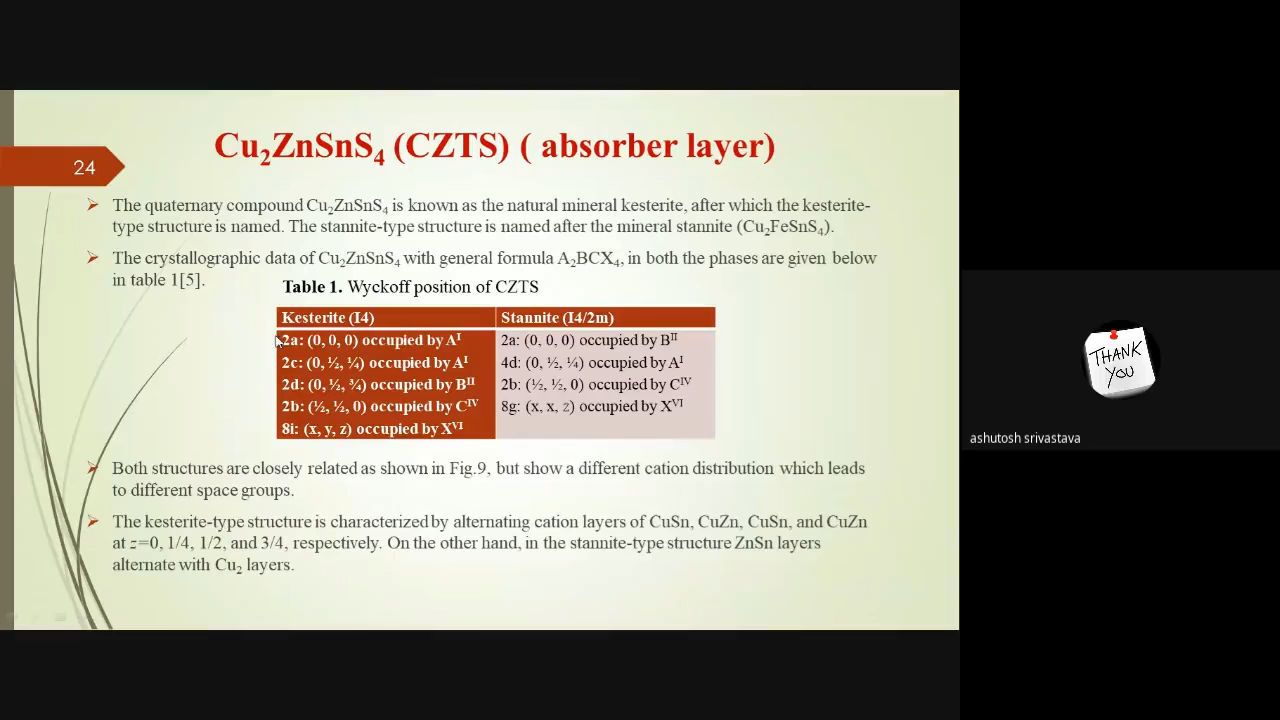 Cu₂ZnSnS₄ (CZTS) ( absorber layer)
24
The quaternary compound Cu₂ZnSnS₄ is known as the natural mineral kesterite, after which the kesterite-
type structure is named. The stannite-type structure is named after the mineral stannite (Cu₂FeSnS₄).
The crystallographic data of Cu₂ZnSnS₄ with general formula A₂BCX₄, in both the phases are given below
in table 1[5].
Table 1. Wyckoff position of CZTS
Kesterite (I4) Stannite (I4/2m)
2a: (0, 0, 0) occupied by Aᴵ 2a: (0, 0, 0) occupied by Bᴵᴵ
2c: (0, ½, ¼) occupied by Aᴵ 4d: (0, ½, ¼) occupied by Aᴵ
2d: (0, ½, ¾) occupied by Bᴵᴵ 2b: (½, ½, 0) occupied by Cᴵⱽ
2b: (½, ½, 0) occupied by Cᴵⱽ 8g: (x, x, z) occupied by Xⱽᴵ
8i: (x, y, z) occupied by Xⱽᴵ
Both structures are closely related as shown in Fig.9, but show a different cation distribution which leads
to different space groups.
The kesterite-type structure is characterized by alternating cation layers of CuSn, CuZn, CuSn, and CuZn
at z=0, 1/4, 1/2, and 3/4, respectively. On the other hand, in the stannite-type structure ZnSn layers
alternate with Cu₂ layers.
THANK
YOU
ashutosh srivastava